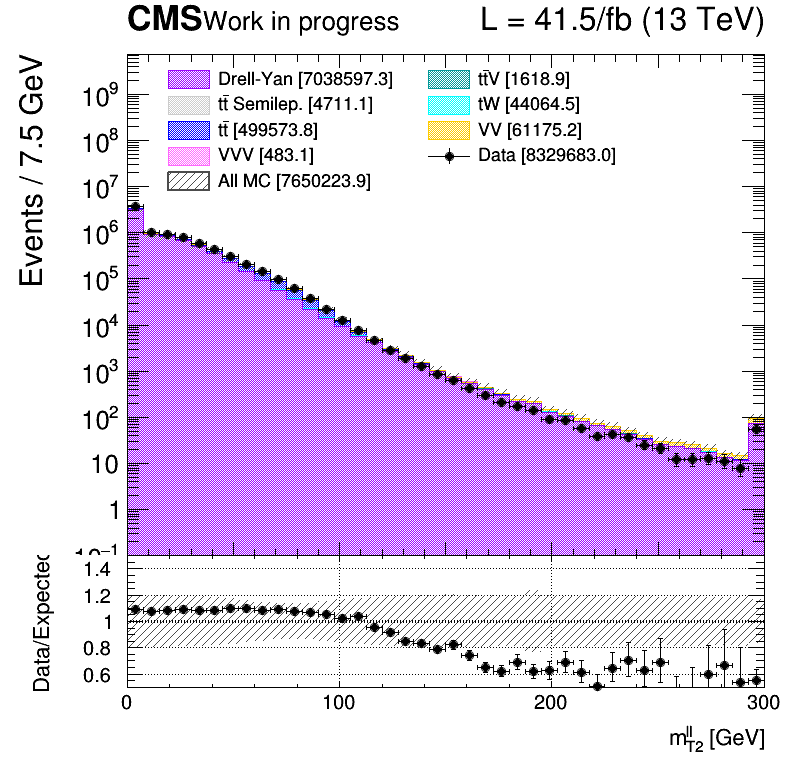 CMS Work in progress L = 41.5/fb (13 TeV)
Events / 7.5 GeV
Drell-Yan [7038597.3]
tt̄ Semilep. [4711.1]
tt̄ [499573.8]
VVV [483.1]
All MC [7650223.9]
tt̄V [1618.9]
tW [44064.5]
VV [61175.2]
Data [8329683.0]
10⁹
10⁸
10⁷
10⁶
10⁵
10⁴
10³
10²
10
1
10⁻¹
Data/Expected
1.4
1.2
1
0.8
0.6
0 100 200 300
m_{T2}^{ll} [GeV]